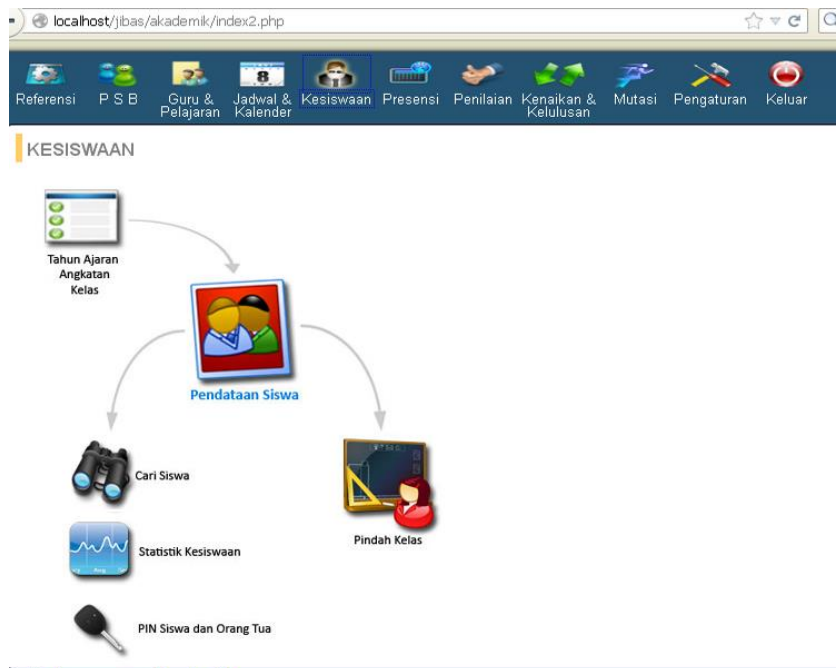 localhost/jibas/akademik/index2.php
Referensi
P S B
Guru &
Pelajaran
Jadwal &
Kalender
8
Kesiswaan
Presensi
Penilaian
Kenaikan &
Kelulusan
Mutasi
Pengaturan
Keluar
KESISWAAN
Tahun Ajaran
Angkatan
Kelas
Pendataan Siswa
Cari Siswa
Statistik Kesiswaan
Pindah Kelas
PIN Siswa dan Orang Tua